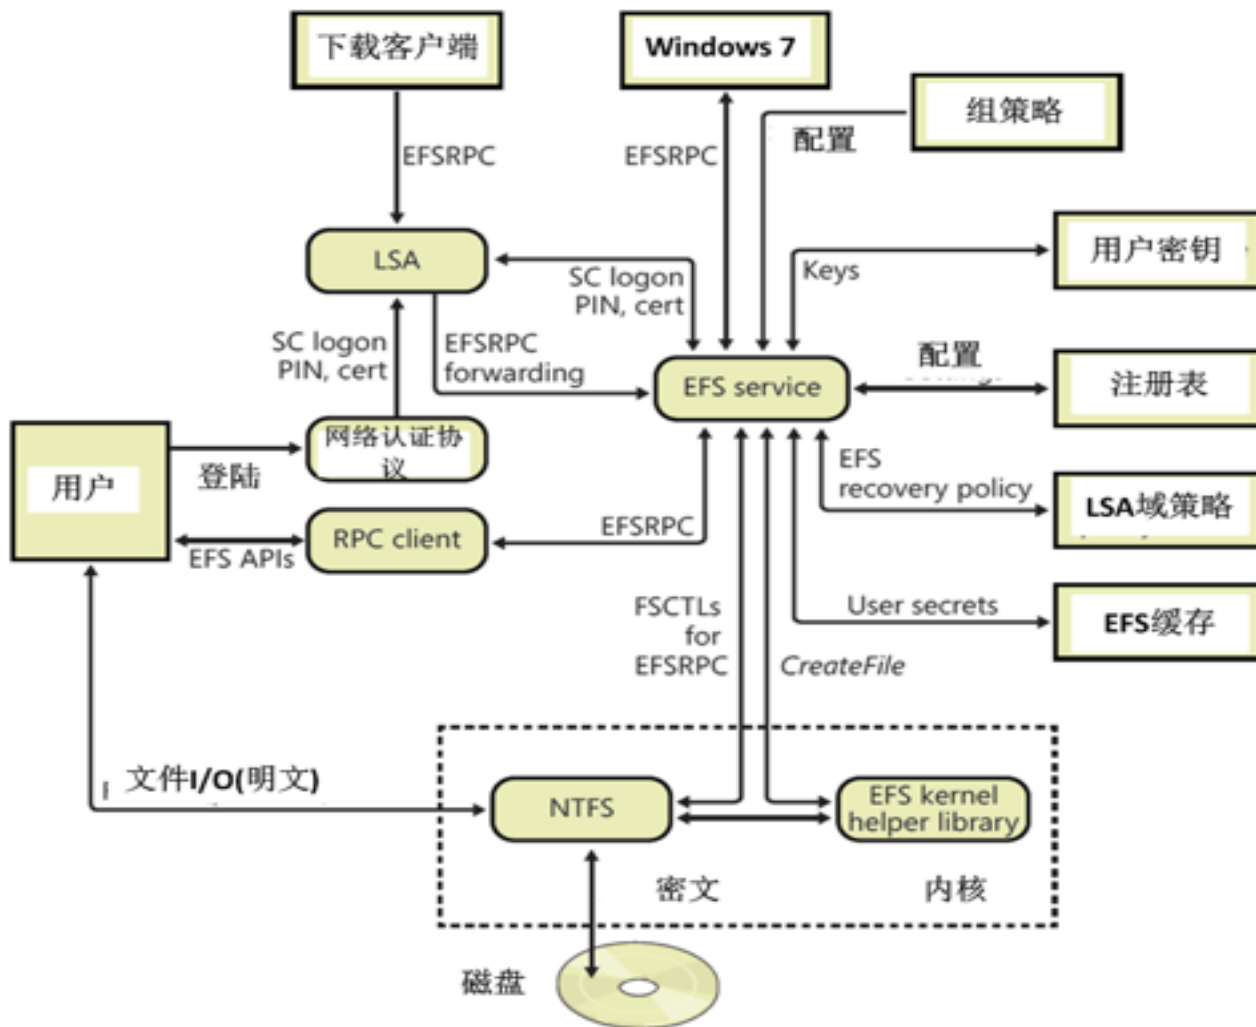 下载客户端
Windows 7
组策略
EFSRPC
EFSRPC
配置
LSA
用户密钥
SC logon
PIN, cert
Keys
SC logon
PIN, cert
EFSRPC
forwarding
EFS service
配置
注册表
用户
登陆
网络认证协
议
EFS
recovery policy
LSA域策略
RPC client
EFS APIs
EFSRPC
FSCTLs
for
EFSRPC
CreateFile
User secrets
EFS缓存
文件I/O(明文)
NTFS
EFS kernel
helper library
密文
内核
磁盘